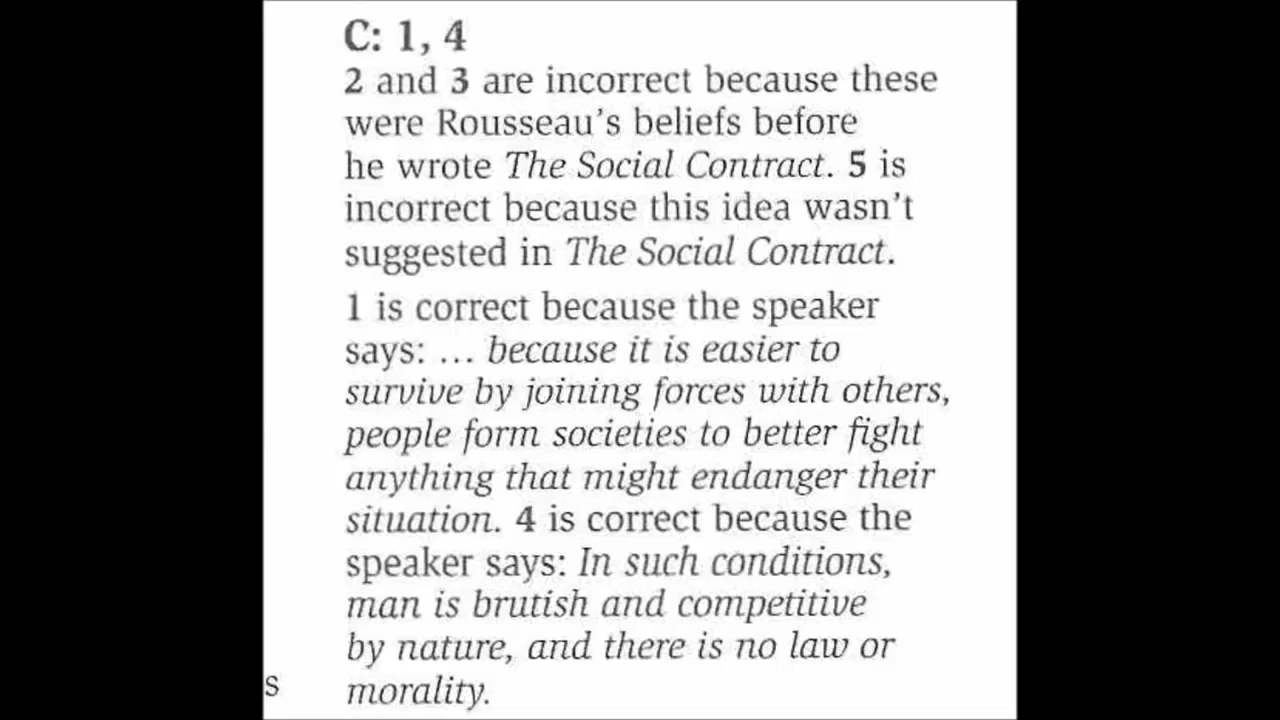 C: 1, 4
2 and 3 are incorrect because these
were Rousseau's beliefs before
he wrote The Social Contract. 5 is
incorrect because this idea wasn't
suggested in The Social Contract.
1 is correct because the speaker
says: ... because it is easier to
survive by joining forces with others,
people form societies to better fight
anything that might endanger their
situation. 4 is correct because the
speaker says: In such conditions,
man is brutish and competitive
by nature, and there is no law or
morality.
s